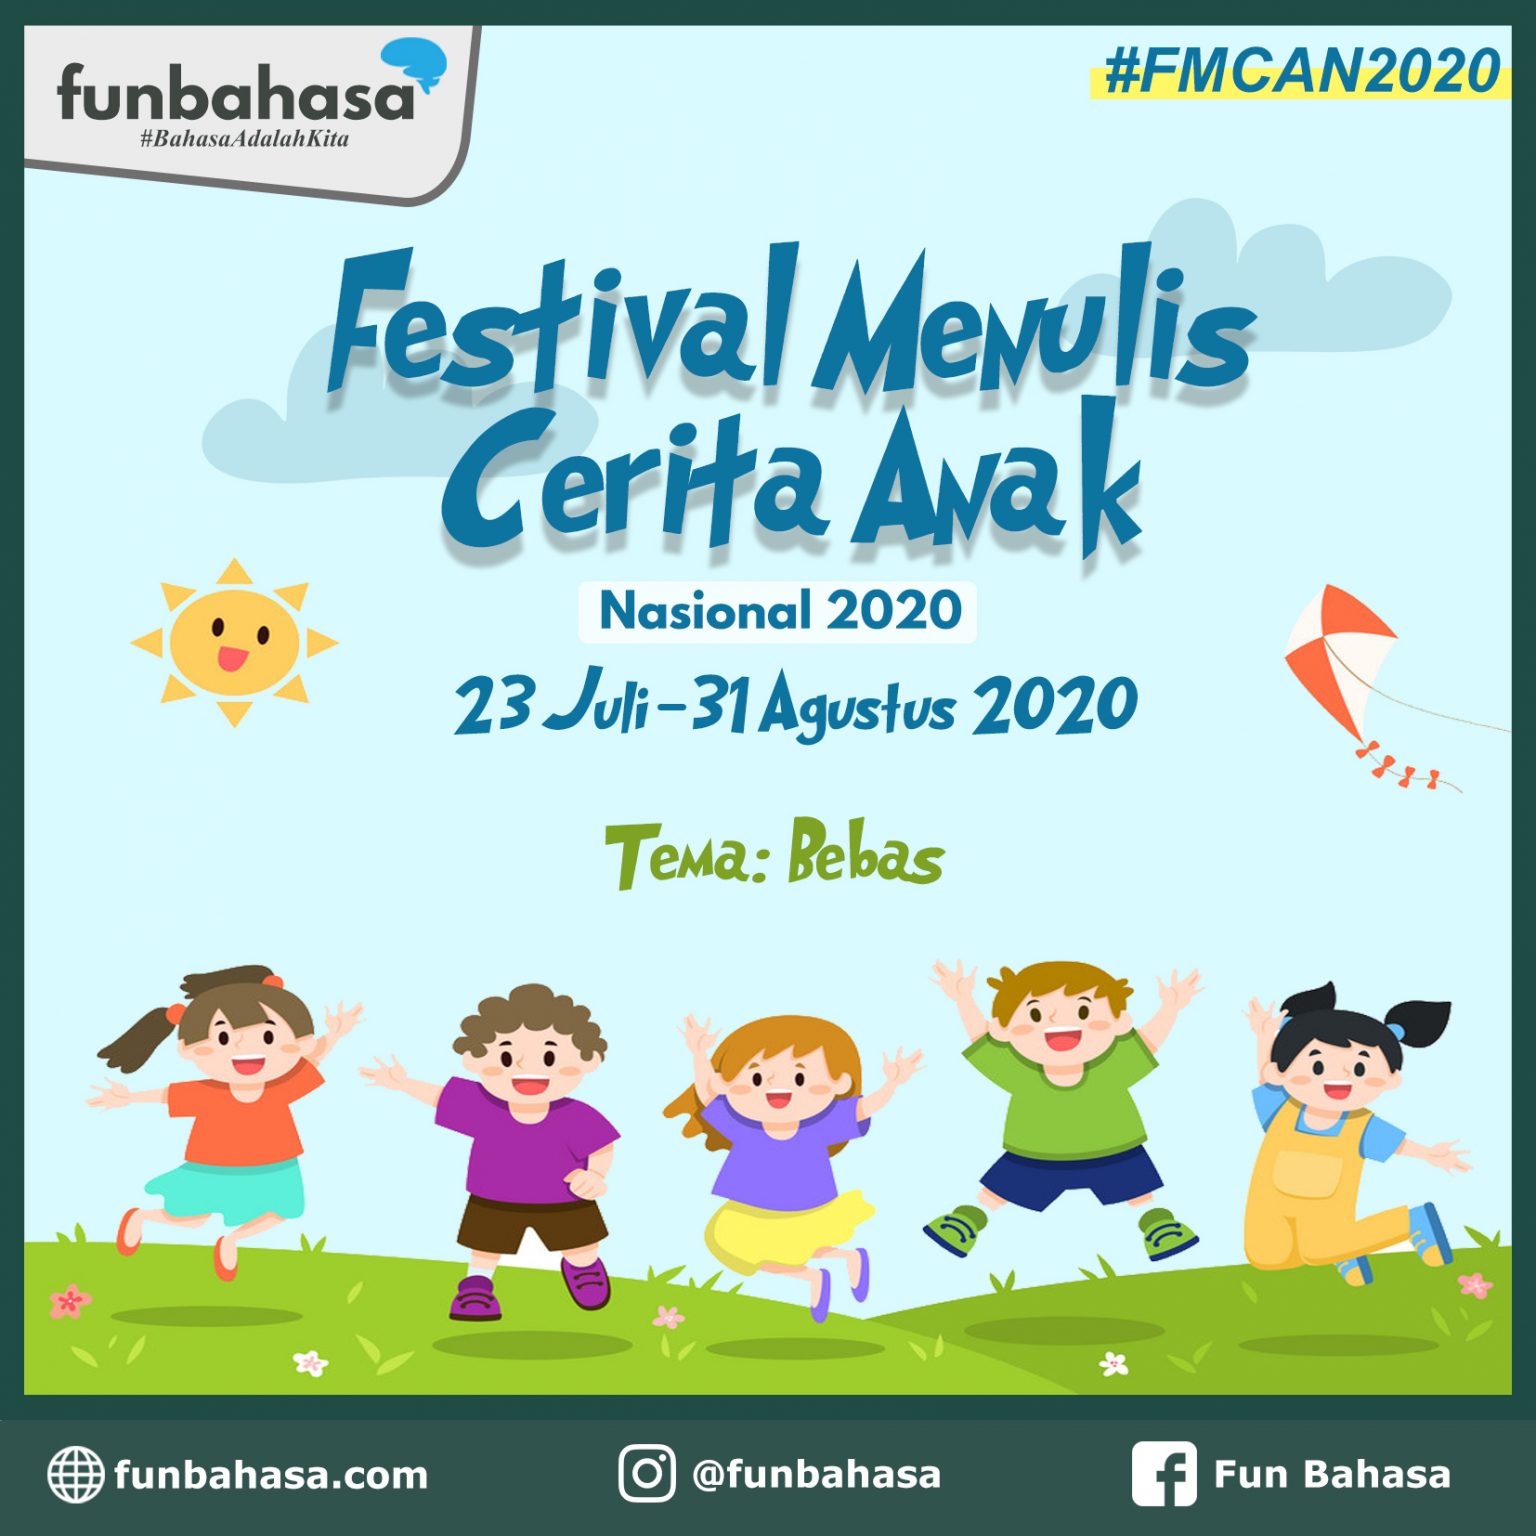 funbahasa
#BahasaAdalahKita
#FMCAN2020
Festival Menulis
Cerita Anak
Nasional 2020
23 Juli-31 Agustus 2020
Tema: Bebas
funbahasa.com
@funbahasa
Fun Bahasa